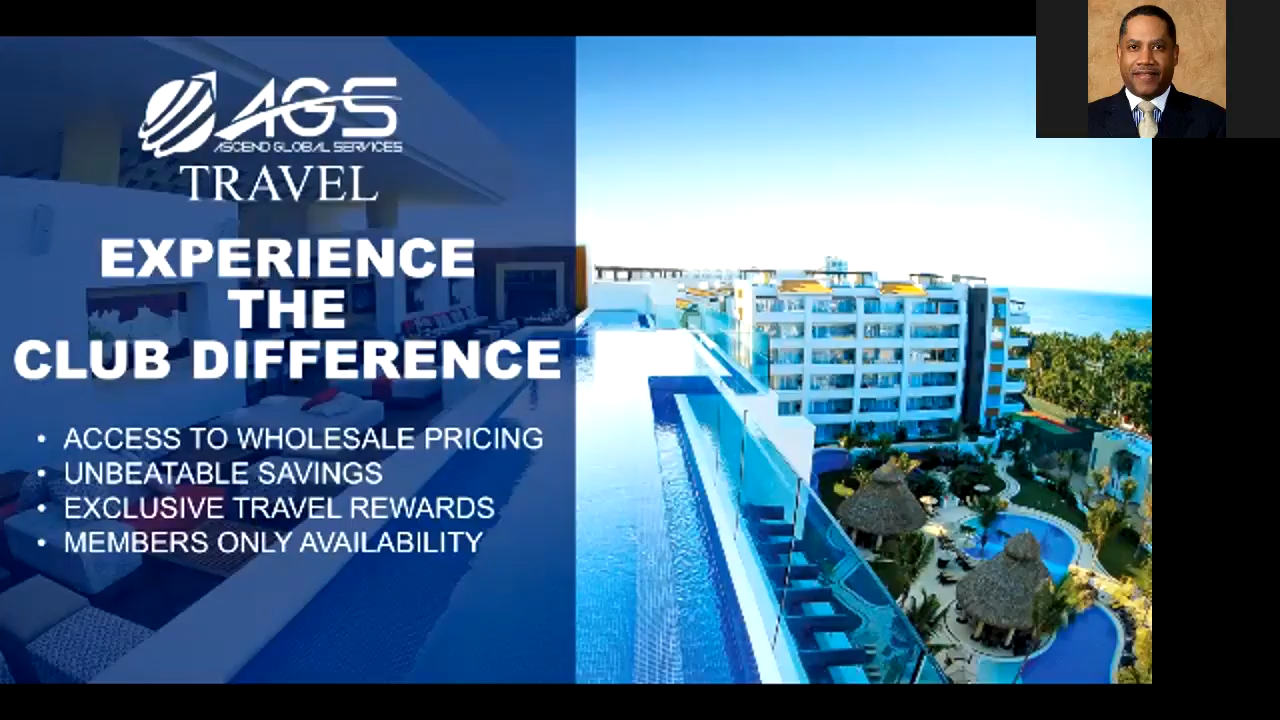 AGS
ASCEND GLOBAL SERVICES
TRAVEL
EXPERIENCE
THE
CLUB DIFFERENCE
• ACCESS TO WHOLESALE PRICING
• UNBEATABLE SAVINGS
• EXCLUSIVE TRAVEL REWARDS
• MEMBERS ONLY AVAILABILITY